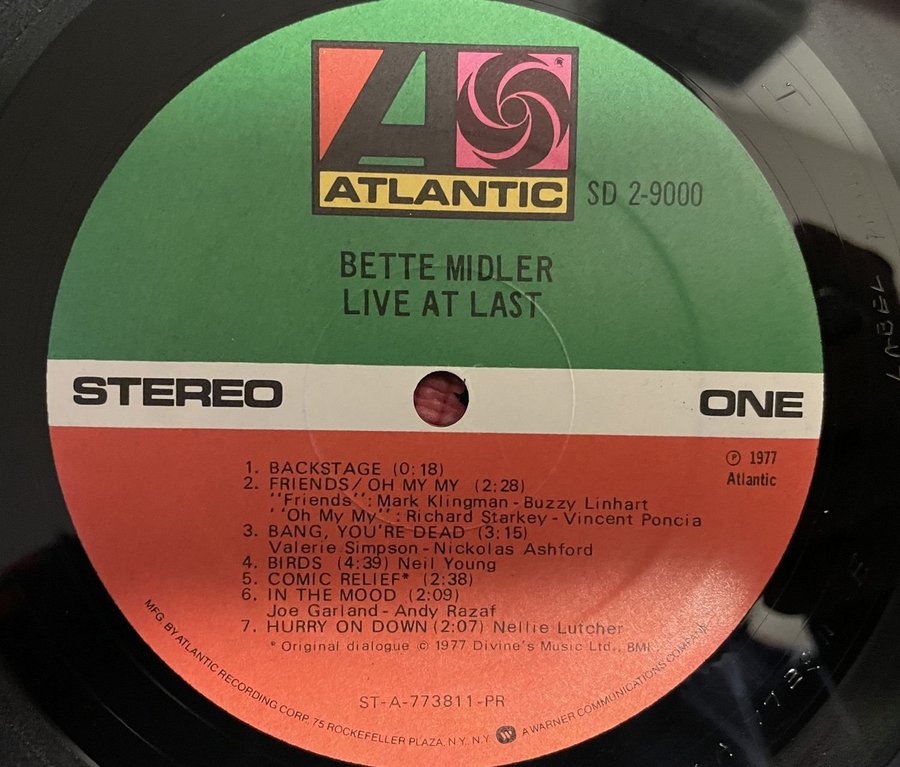 ATLANTIC
SD 2-9000
BETTE MIDLER
LIVE AT LAST
STEREO
ONE
℗ 1977
Atlantic
1. BACKSTAGE (0:18)
2. FRIENDS/OH MY MY (2:28)
"Friends": Mark Klingman - Buzzy Linhart
"Oh My My": Richard Starkey - Vincent Poncia
3. BANG, YOU'RE DEAD (3:15)
Valerie Simpson - Nickolas Ashford
4. BIRDS (4:39) Neil Young
5. COMIC RELIEF* (2:38)
6. IN THE MOOD (2:09)
Joe Garland - Andy Razaf
7. HURRY ON DOWN (2:07) Nellie Lutcher
* Original dialogue © 1977 Divine's Music Ltd., BMI
ST-A-773811-PR
MFG. BY ATLANTIC RECORDING CORP. 75 ROCKEFELLER PLAZA, N.Y. N.Y. W A WARNER COMMUNICATIONS COMPANY